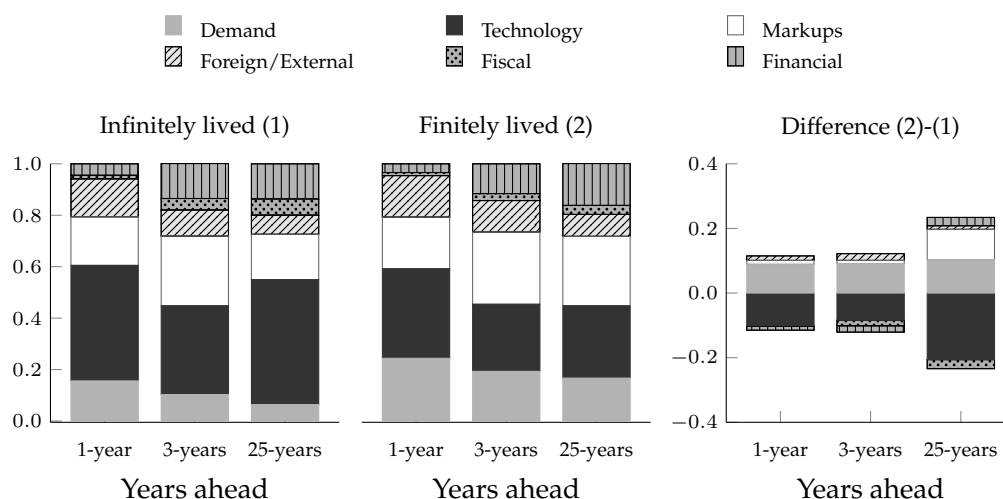 Demand Technology Markups
Foreign/External Fiscal Financial
Infinitely lived (1) Finitely lived (2) Difference (2)-(1)
1.0
0.8
0.6
0.4
0.2
0.0
1-year 3-years 25-years
Years ahead
1-year 3-years 25-years
Years ahead
0.4
0.2
0.0
−0.2
−0.4
1-year 3-years 25-years
Years ahead